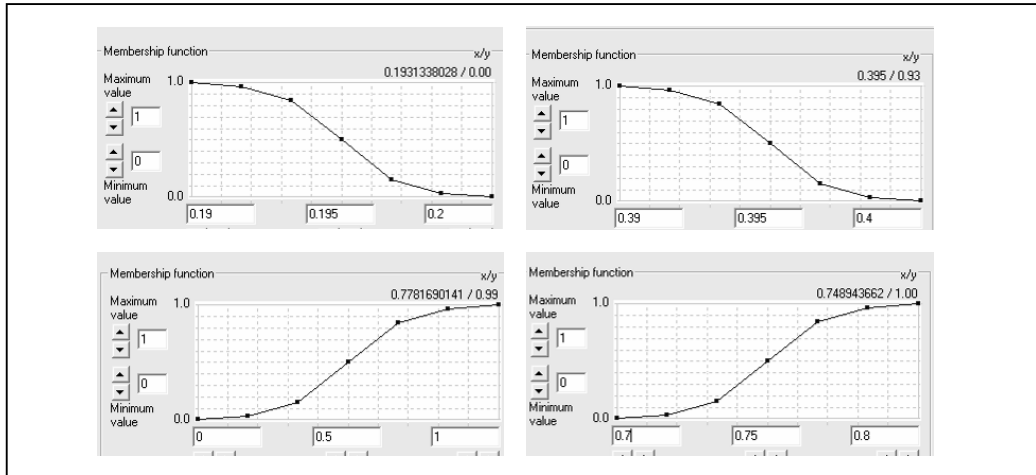 Membership function
x/y
0.1931338028 / 0.00
Maximum
value
1.0
1
0
Minimum
value
0.0
0.19
0.195
0.2
Membership function
x/y
0.395 / 0.93
Maximum
value
1.0
1
0
Minimum
value
0.0
0.39
0.395
0.4
Membership function
x/y
0.7781690141 / 0.99
Maximum
value
1.0
1
0
Minimum
value
0.0
0
0.5
1
Membership function
x/y
0.748943662 / 1.00
Maximum
value
1.0
1
0
Minimum
value
0.0
0.7
0.75
0.8